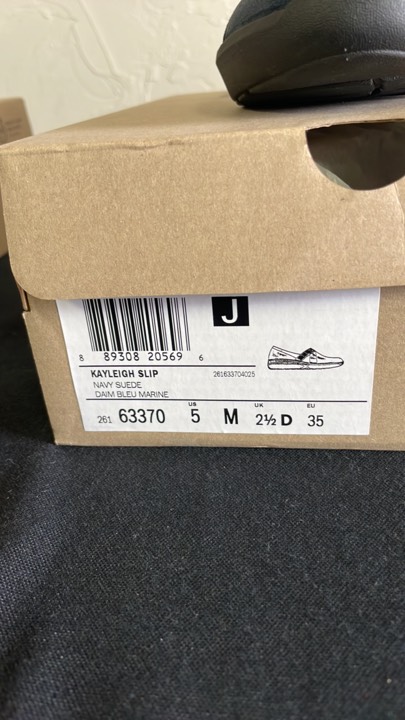 J
8 89308 20569 6
KAYLEIGH SLIP 261633704025
NAVY SUEDE
DAIM BLEU MARINE
US UK EU
261 63370 5 M 2½ D 35